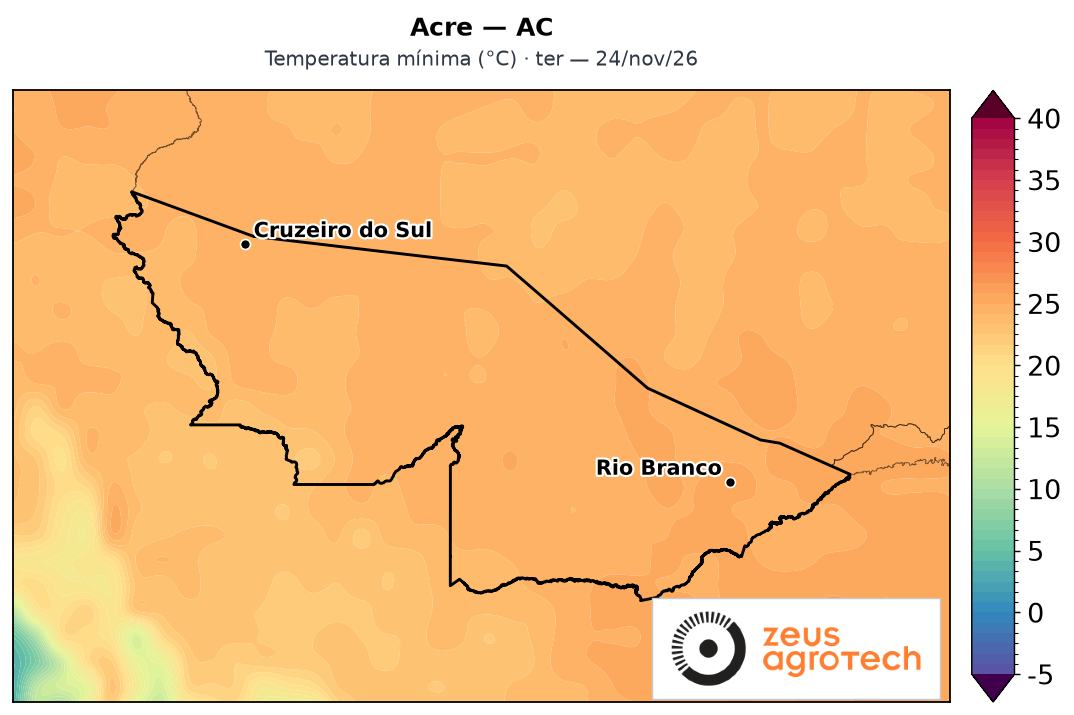 Acre — AC
Temperatura mínima (°C) · ter — 24/nov/26
Cruzeiro do Sul
Rio Branco
40
35
30
25
20
15
10
5
0
-5
zeus
agrotech